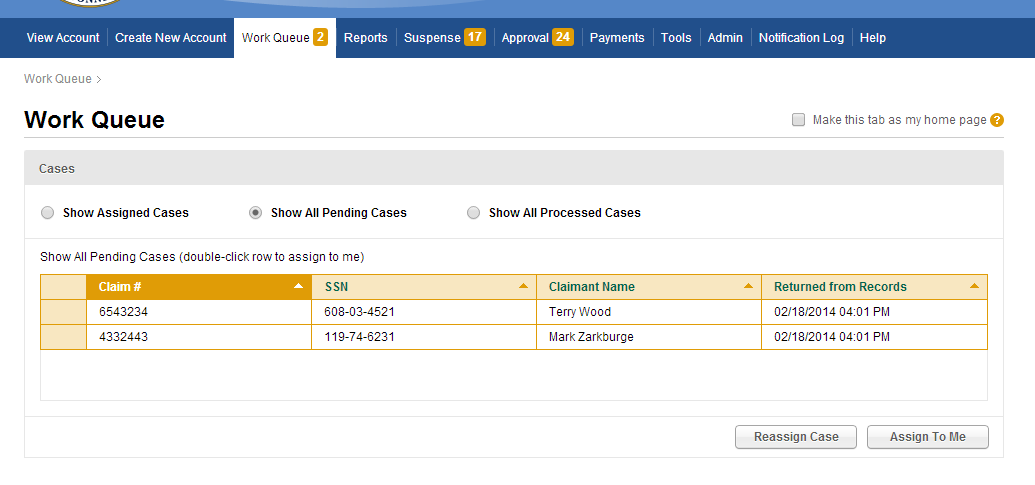 View Account Create New Account Work Queue 2 Reports Suspense 17 Approval 24 Payments Tools Admin Notification Log Help
Work Queue >
Work Queue
Make this tab as my home page ?
Cases
Show Assigned Cases Show All Pending Cases Show All Processed Cases
Show All Pending Cases (double-click row to assign to me)
Claim # SSN Claimant Name Returned from Records
6543234 608-03-4521 Terry Wood 02/18/2014 04:01 PM
4332443 119-74-6231 Mark Zarkburge 02/18/2014 04:01 PM
Reassign Case Assign To Me